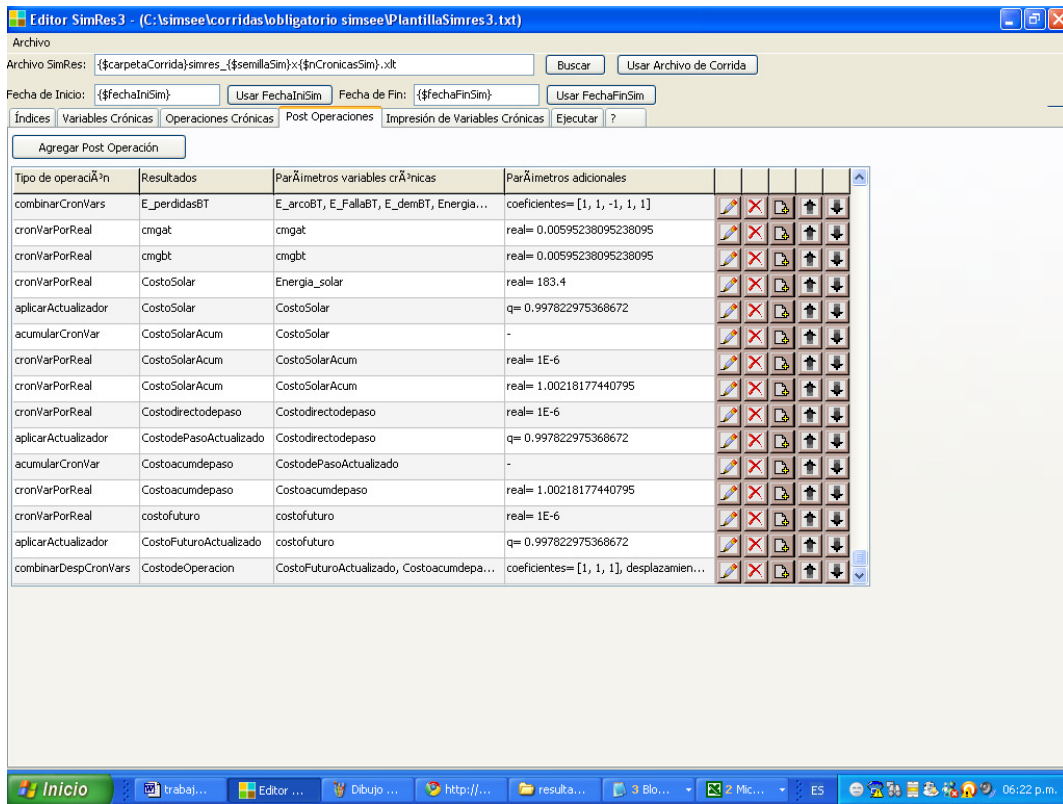 Editor SimRes3 - (C:\simsee\corridas\obligatorio simsee\PlantillaSimres3.txt)
Archivo
Archivo SimRes: {$carpetaCorrida}simres_{$semillaSim}x{$nCronicasSim}.xlt Buscar Usar Archivo de Corrida
Fecha de Inicio: {$fechaIniSim} Usar FechaIniSim Fecha de Fin: {$fechaFinSim} Usar FechaFinSim
Índices Variables Crónicas Operaciones Crónicas Post Operaciones Impresión de Variables Crónicas Ejecutar ?
Agregar Post Operación
Tipo de operaciÃ³n Resultados ParÃ¡metros variables crÃ³nicas ParÃ¡metros adicionales
combinarCronVars E_perdidasBT E_arcoBT, E_FallaBT, E_demBT, Energia... coeficientes= [1, 1, -1, 1, 1]
cronVarPorReal cmgat cmgat real= 0.00595238095238095
cronVarPorReal cmgbt cmgbt real= 0.00595238095238095
cronVarPorReal CostoSolar Energia_solar real= 183.4
aplicarActualizador CostoSolar CostoSolar q= 0.997822975368672
acumularCronVar CostoSolarAcum CostoSolar -
cronVarPorReal CostoSolarAcum CostoSolarAcum real= 1E-6
cronVarPorReal CostoSolarAcum CostoSolarAcum real= 1.00218177440795
cronVarPorReal Costodirectodepaso Costodirectodepaso real= 1E-6
aplicarActualizador CostodePasoActualizado Costodirectodepaso q= 0.997822975368672
acumularCronVar Costoacumdepaso CostodePasoActualizado -
cronVarPorReal Costoacumdepaso Costoacumdepaso real= 1.00218177440795
cronVarPorReal costofuturo costofuturo real= 1E-6
aplicarActualizador CostoFuturoActualizado costofuturo q= 0.997822975368672
combinarDespCronVars CostodeOperacion CostoFuturoActualizado, Costoacumdepa... coeficientes= [1, 1, 1], desplazamien...
Inicio trabaj... Editor ... Dibujo ... http://... resulta... 3 Blo... 2 Mic... ES 06:22 p.m.